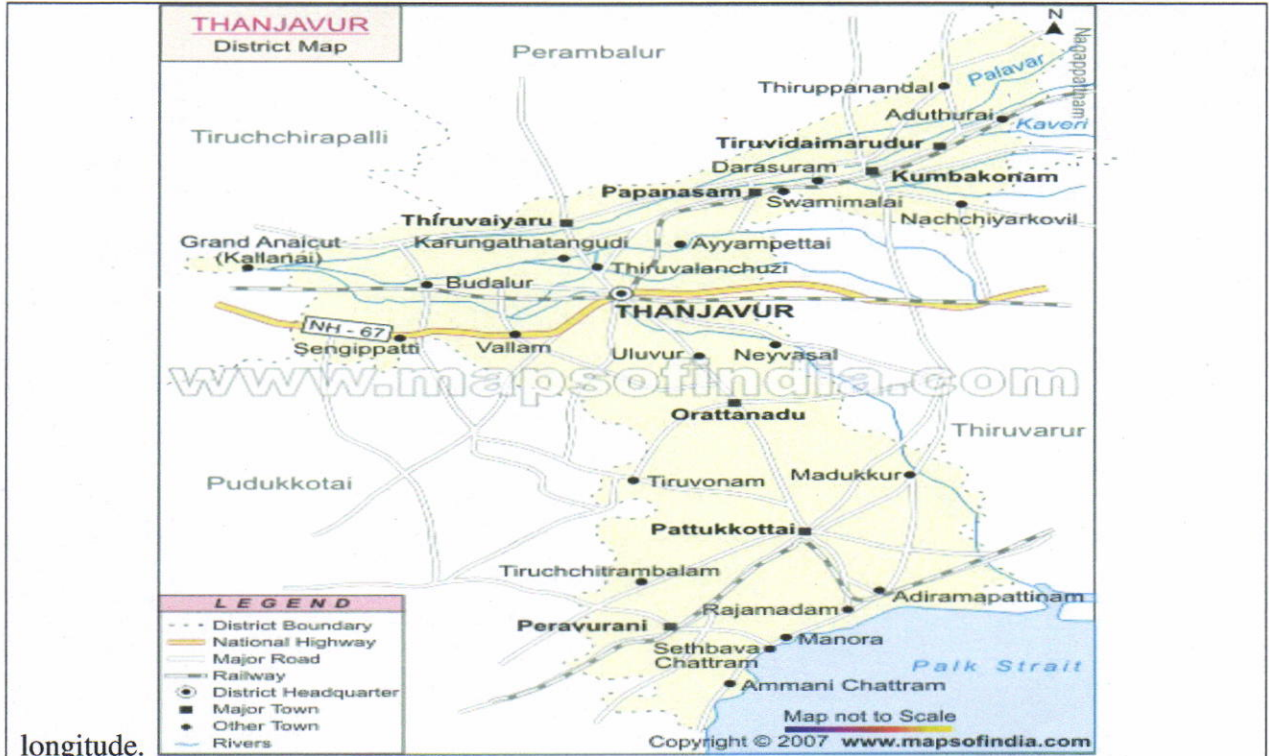 THANJAVUR
District Map
N
Perambalur
Nagappattnam
Palavar
Thiruppanandal
Aduthurai
Kaveri
Tiruchchirapalli
Tiruvidaimarudur
Darasuram
Kumbakonam
Papanasam
Swamimalai
Thiruvaiyaru
Nachchiyarkovil
Grand Anaicut
(Kallanai)
Karungathatangudi
Ayyampettai
Thiruvalanchuzi
Budalur
THANJAVUR
NH - 67
Sengippatti
Vallam
Uluvur
Neyvasal
www.mapsofindia.com
Orattanadu
Thiruvarur
Pudukkotai
Tiruvonam
Madukkur
Pattukkottai
Tiruchchitrambalam
Adiramapattinam
Rajamadam
Peravurani
Manora
Sethbava
Chattram
Palk Strait
Ammani Chattram
LEGEND
District Boundary
National Highway
Major Road
Railway
District Headquarter
Major Town
Other Town
Rivers
Map not to Scale
Copyright © 2007 www.mapsofindia.com
longitude.